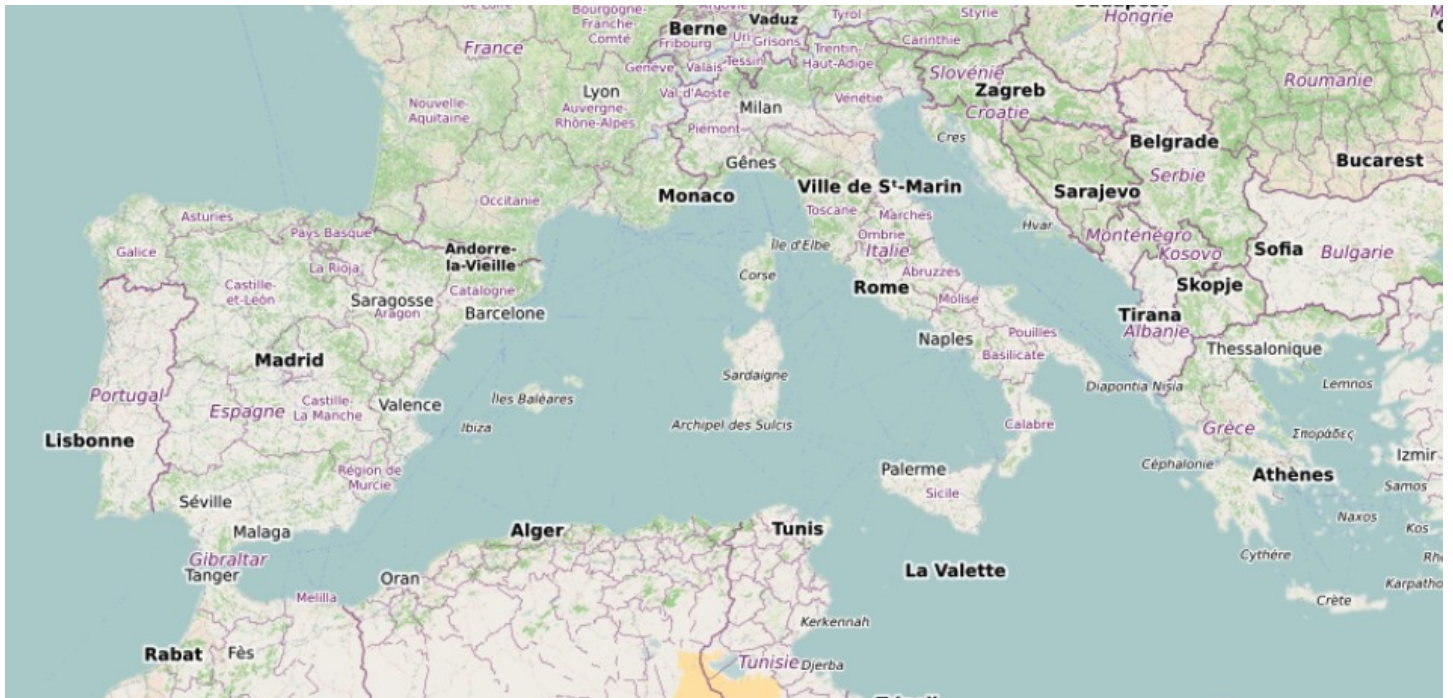 Bourgogne-
Franche-
Comté
Berne
Vaduz
Tyrol
Styrie
Hongrie
France
Fribourg
Uri
Grisons
Carinthie
Trentin-
Haut-Adige
Genève
Valais
Tessin
Slovénie
Roumanie
Lyon
Val d'Aoste
Milan
Vénétie
Zagreb
Nouvelle-
Aquitaine
Auvergne-
Rhône-Alpes
Croatie
Piémont
Cres
Belgrade
Gênes
Bucarest
Serbie
Monaco
Ville de Sᵗ-Marin
Sarajevo
Occitanie
Toscane
Marches
Asturies
Hvar
Pays Basque
Ombrie
Monténégro
Île d'Elbe
Italie
Galice
Andorre-
la-Vieille
Kosovo
Sofia
Bulgarie
La Rioja
Corse
Abruzzes
Castille-
et-León
Catalogne
Rome
Skopje
Saragosse
Aragon
Molise
Barcelone
Tirana
Albanie
Naples
Pouilles
Thessalonique
Madrid
Basilicate
Sardaigne
Diapontia Nisia
Lemnos
Portugal
Castille-
La Manche
Îles Baléares
Espagne
Valence
Ibiza
Archipel des Sulcis
Calabre
Grèce
Σποράδες
Lisbonne
Izmir
Région de
Murcie
Palerme
Céphalonie
Athènes
Sicile
Samos
Séville
Naxos
Malaga
Alger
Tunis
Kos
Gibraltar
Cythère
Tanger
Oran
La Valette
Karpatho
Melilla
Crète
Kerkennah
Rabat
Fès
Tunisie
Djerba